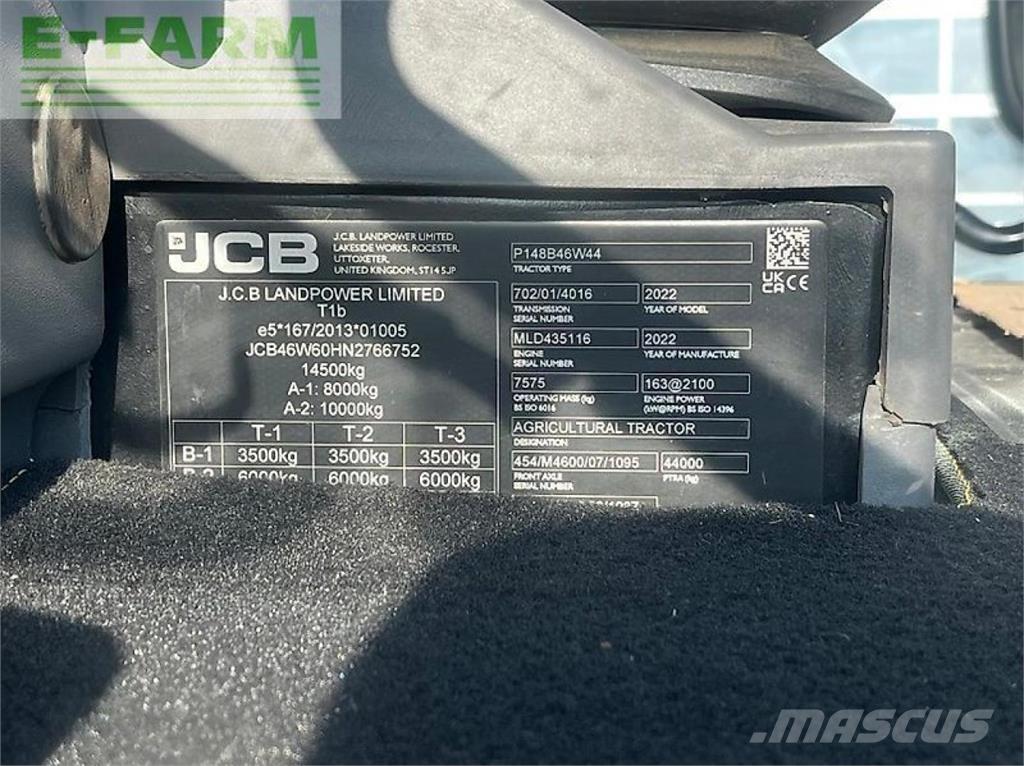 E-FARM
JCB
J.C.B. LANDPOWER LIMITED
LAKESIDE WORKS, ROCESTER,
UTTOXETER,
UNITED KINGDOM, ST14 5JP
J.C.B LANDPOWER LIMITED
T1b
e5*167/2013*01005
JCB46W60HN2766752
14500kg
A-1: 8000kg
A-2: 10000kg
T-1 T-2 T-3
B-1 3500kg 3500kg 3500kg
B-2 6000kg 6000kg 6000kg
P148B46W44
TRACTOR TYPE
702/01/4016 2022
TRANSMISSION SERIAL NUMBER YEAR OF MODEL
MLD435116 2022
ENGINE SERIAL NUMBER YEAR OF MANUFACTURE
7575 163@2100
OPERATING MASS (kg) BS ISO 6016 ENGINE POWER (kW@RPM) BS ISO 14396
AGRICULTURAL TRACTOR
DESIGNATION
454/M4600/07/1095 44000
FRONT AXLE SERIAL NUMBER PTRA (kg)
UK CA CE
MASCUS